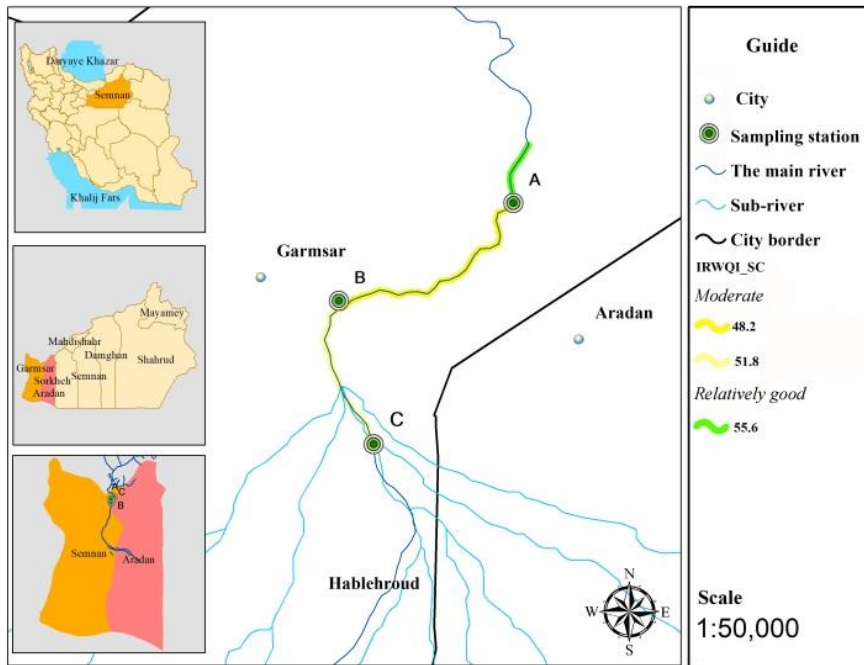 Daryaye Khazar
Semnan
Khalij Fars
Mayamey
Mahdishahr
Damghan
Shahrud
Garmsar
Sorkheh
Semnan
Aradan
C
B
Semnan
Aradan
A
Garmsar
B
Aradan
C
Hablehroud
N
W
E
S
Guide
City
Sampling station
The main river
Sub-river
City border
IRWQI_SC
Moderate
48.2
51.8
Relatively good
55.6
Scale
1:50,000